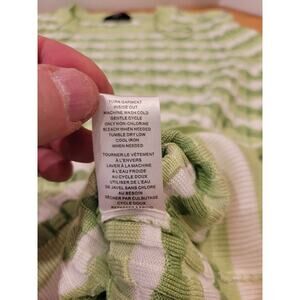 TURN GARMENT
INSIDE OUT
MACHINE WASH COLD
GENTLE CYCLE
ONLY NON-CHLORINE
BLEACH WHEN NEEDED
TUMBLE DRY LOW
COOL IRON
WHEN NEEDED
TOURNER LE VÊTEMENT
À L'ENVERS
LAVER À LA MACHINE
À L'EAU FROIDE
AU CYCLE DOUX
UTILISER DE L'EAU
DE JAVEL SANS CHLORE
AU BESOIN
SÉCHER PAR CULBUTAGE
CYCLE DOUX